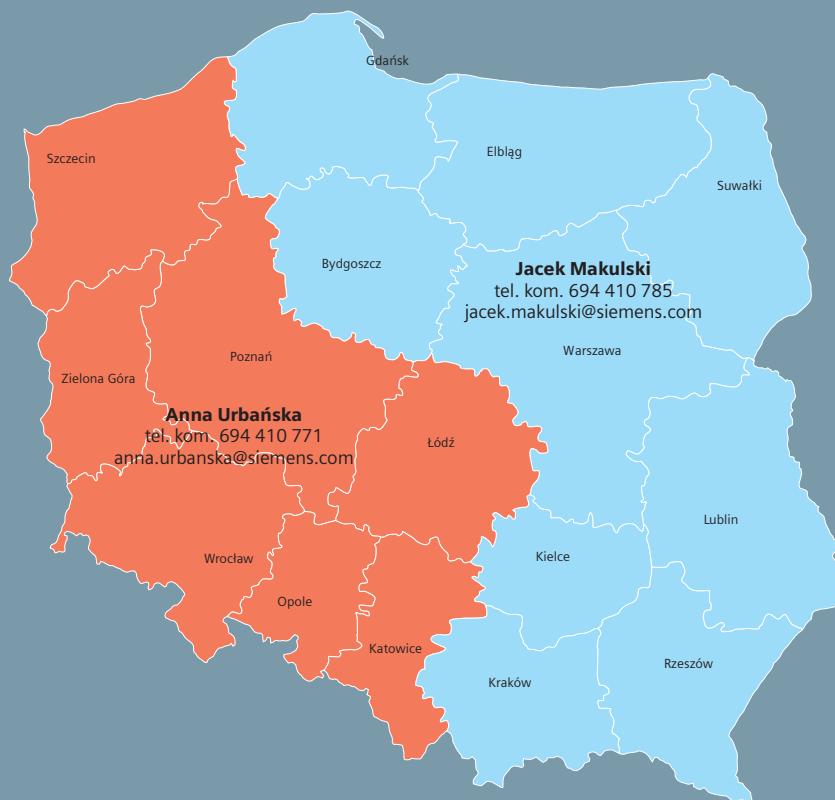 Gdańsk
Szczecin
Elbląg
Suwałki
Bydgoszcz
Jacek Makulski
tel. kom. 694 410 785
jacek.makulski@siemens.com
Warszawa
Poznań
Zielona Góra
Anna Urbańska
tel. kom. 694 410 771
anna.urbanska@siemens.com
Łódź
Lublin
Wrocław
Kielce
Opole
Katowice
Rzeszów
Kraków